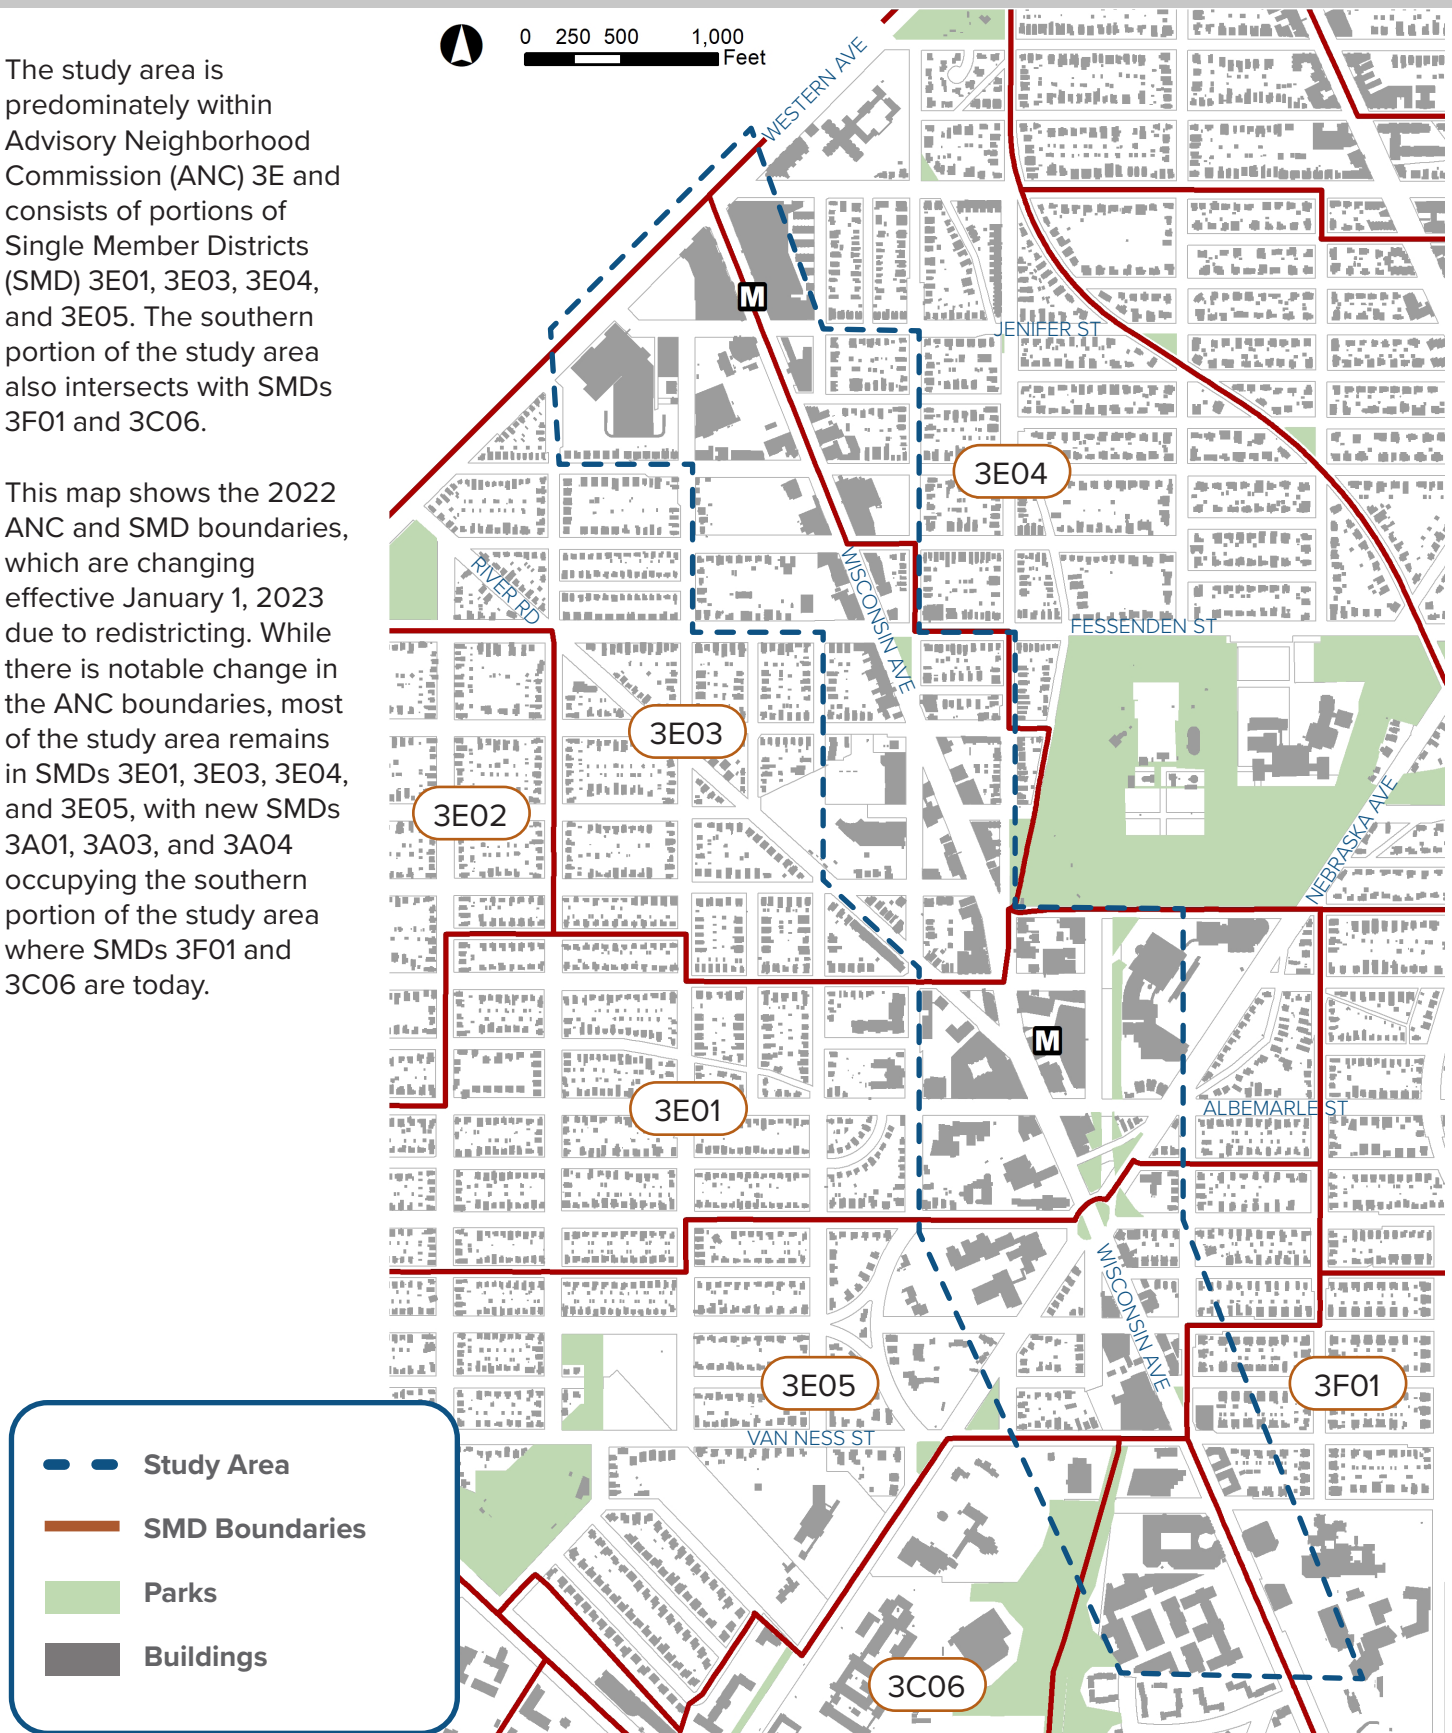 The study area is
predominately within
Advisory Neighborhood
Commission (ANC) 3E and
consists of portions of
Single Member Districts
(SMD) 3E01, 3E03, 3E04,
and 3E05. The southern
portion of the study area
also intersects with SMDs
3F01 and 3C06.
This map shows the 2022
ANC and SMD boundaries,
which are changing
effective January 1, 2023
due to redistricting. While
there is notable change in
the ANC boundaries, most
of the study area remains
in SMDs 3E01, 3E03, 3E04,
and 3E05, with new SMDs
3A01, 3A03, and 3A04
occupying the southern
portion of the study area
where SMDs 3F01 and
3C06 are today.
0 250 500 1,000
Feet
WESTERN AVE
M
JENIFER ST
3E04
RIVER RD
WISCONSIN AVE
FESSENDEN ST
3E03
3E02
NEBRASKA AVE
M
3E01
ALBEMARLE ST
WISCONSIN AVE
3E05
3F01
VAN NESS ST
3C06
Study Area
SMD Boundaries
Parks
Buildings